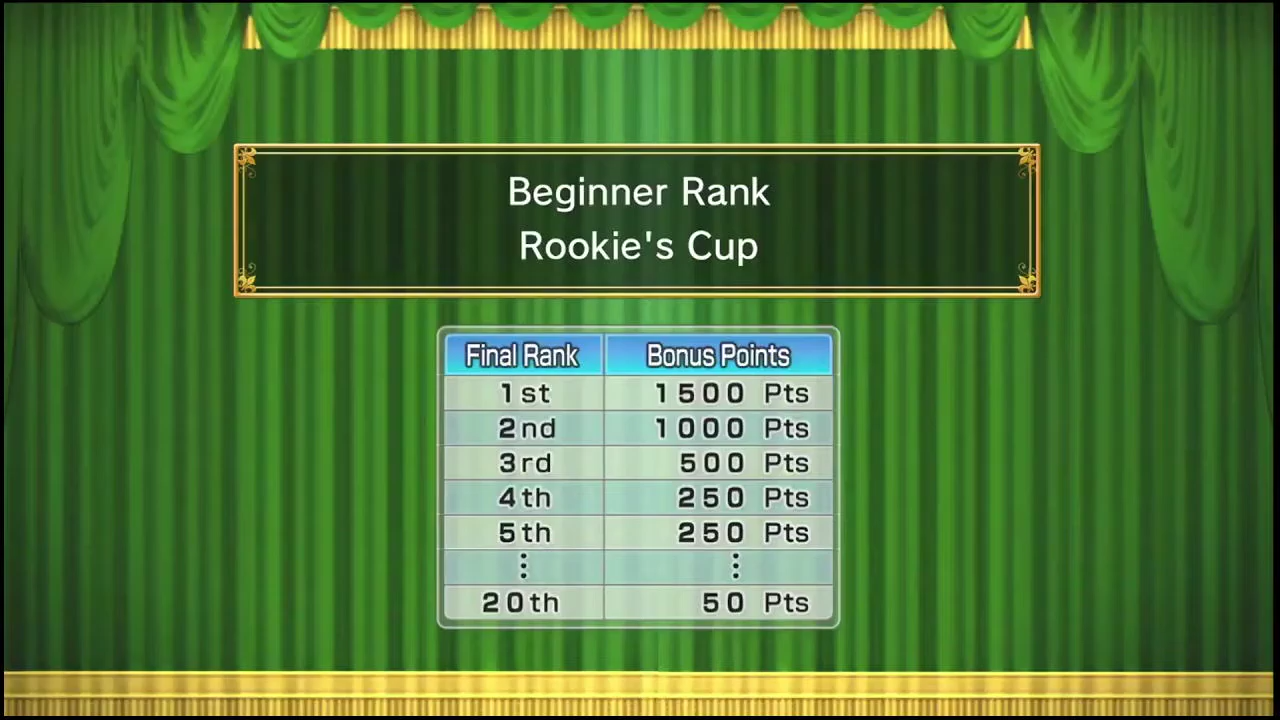 Beginner Rank
Rookie's Cup
Final Rank Bonus Points
1st 1500 Pts
2nd 1000 Pts
3rd 500 Pts
4th 250 Pts
5th 250 Pts
⋮ ⋮
20th 50 Pts